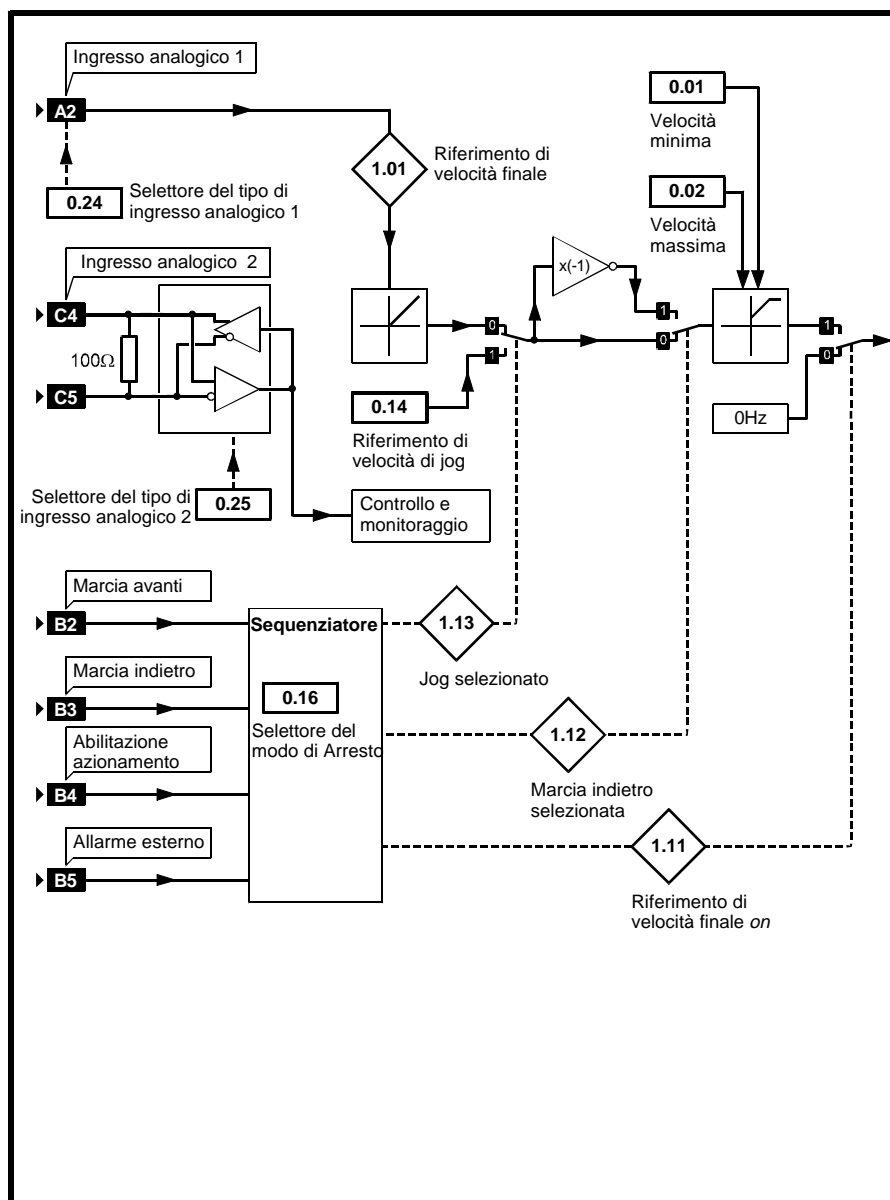 Ingresso analogico 1
A2
0.24
Selettore del tipo di
ingresso analogico 1
1.01
Riferimento di
velocità finale
0.01
Velocità
minima
0.02
Velocità
massima
Ingresso analogico 2
C4
100Ω
C5
x(-1)
0
1
1
0
1
0
0.14
Riferimento di
velocità di jog
0Hz
Selettore del tipo di
ingresso analogico 2
0.25
Controllo e
monitoraggio
Marcia avanti
B2
Marcia indietro
B3
Abilitazione
azionamento
B4
Allarme esterno
B5
Sequenziatore
0.16
Selettore del
modo di Arresto
1.13
Jog selezionato
1.12
Marcia indietro
selezionata
1.11
Riferimento di
velocità finale on